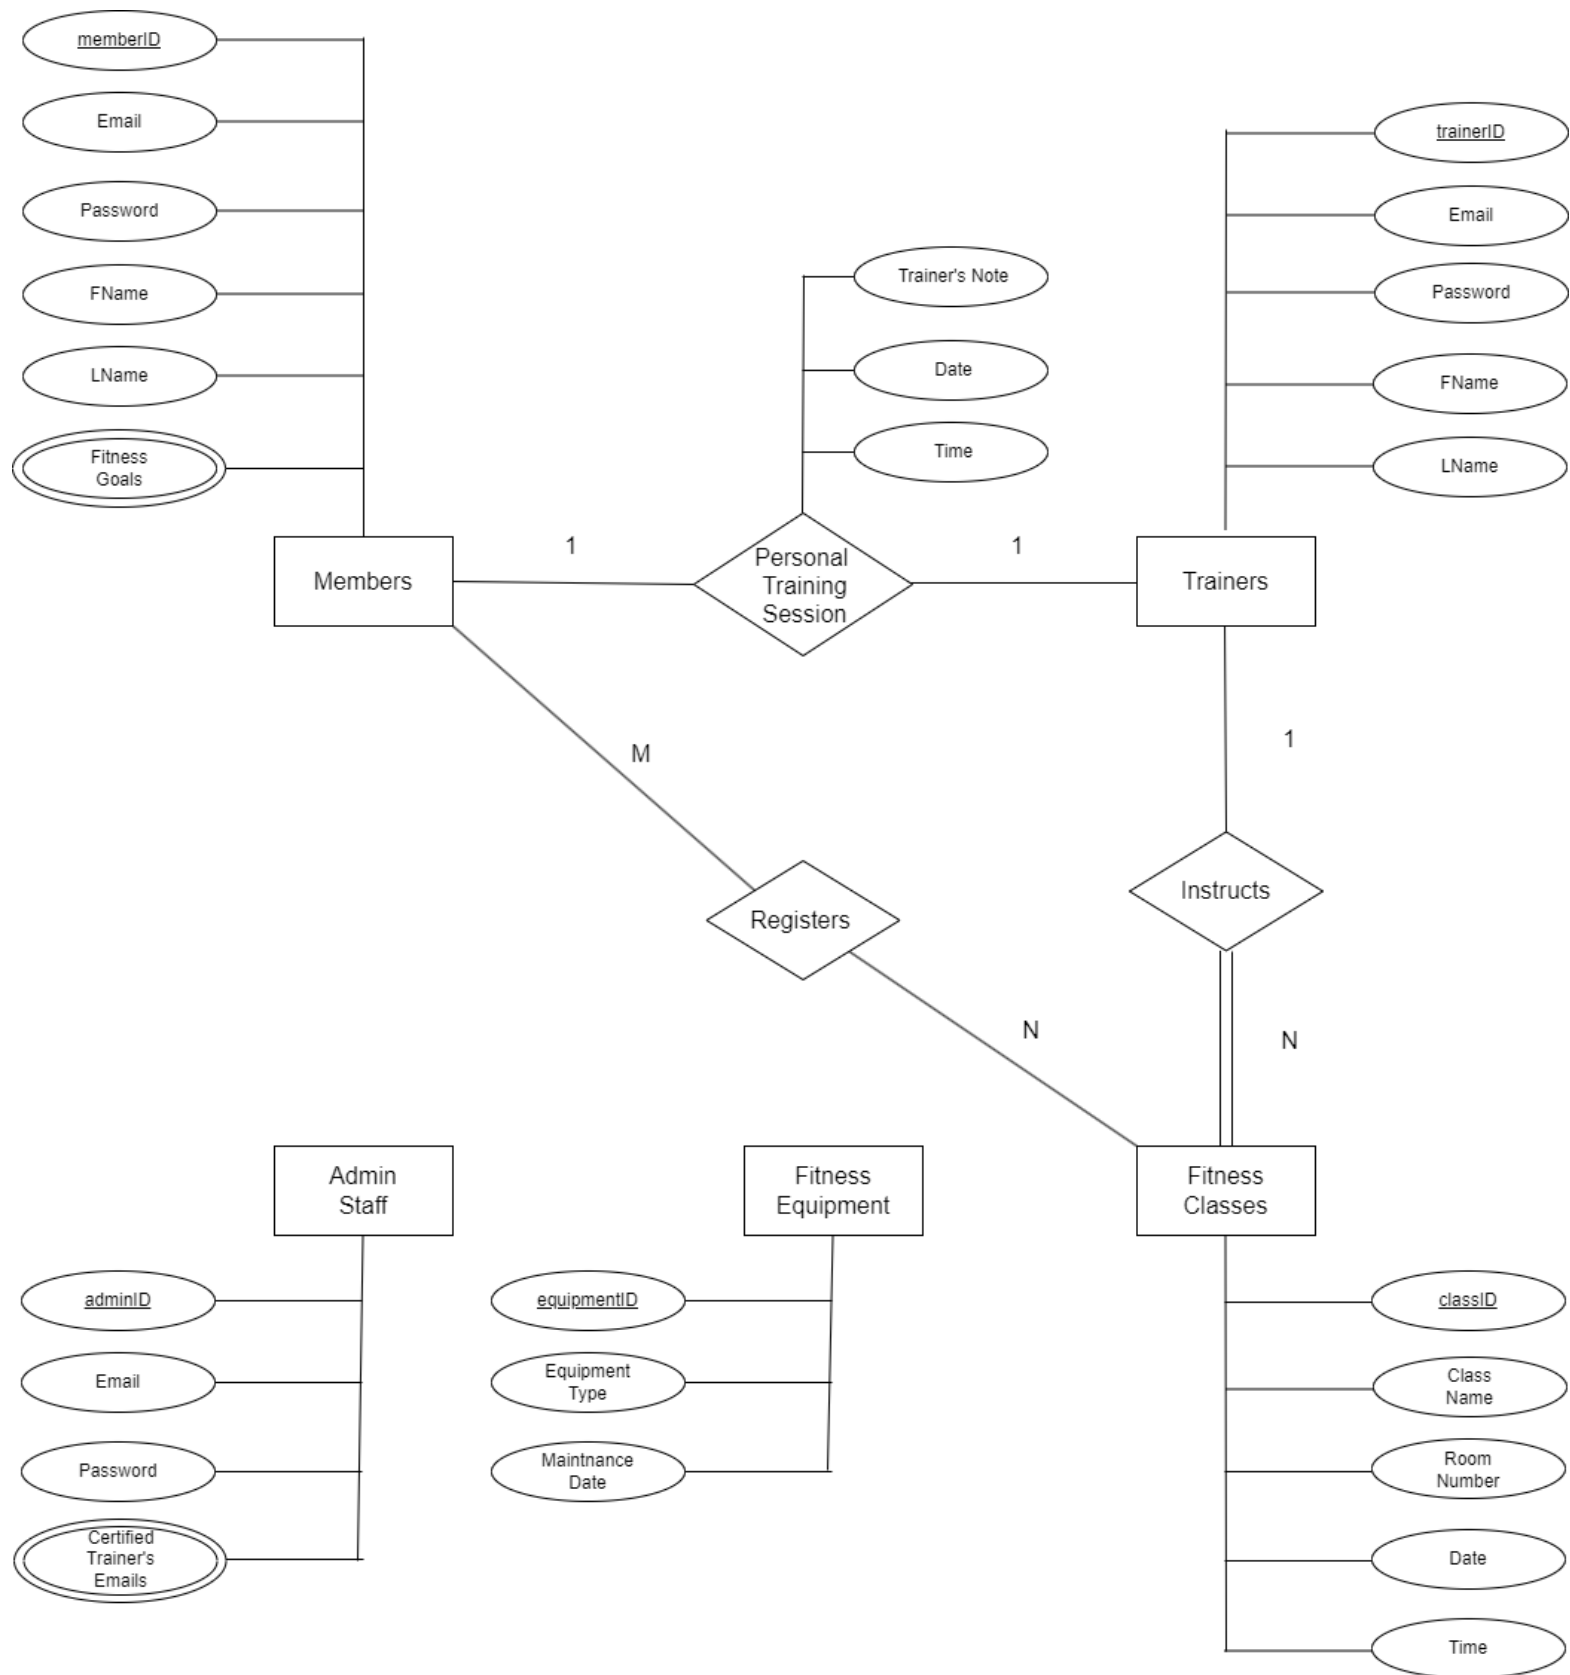 memberID
Email
Password
FName
LName
Fitness
Goals
Trainer's Note
Date
Time
trainerID
Email
Password
FName
LName
Members
1
Personal
Training
Session
1
Trainers
M
1
Registers
Instructs
N
N
Admin
Staff
Fitness
Equipment
Fitness
Classes
adminID
Email
Password
Certified
Trainer's
Emails
equipmentID
Equipment
Type
Maintnance
Date
classID
Class
Name
Room
Number
Date
Time